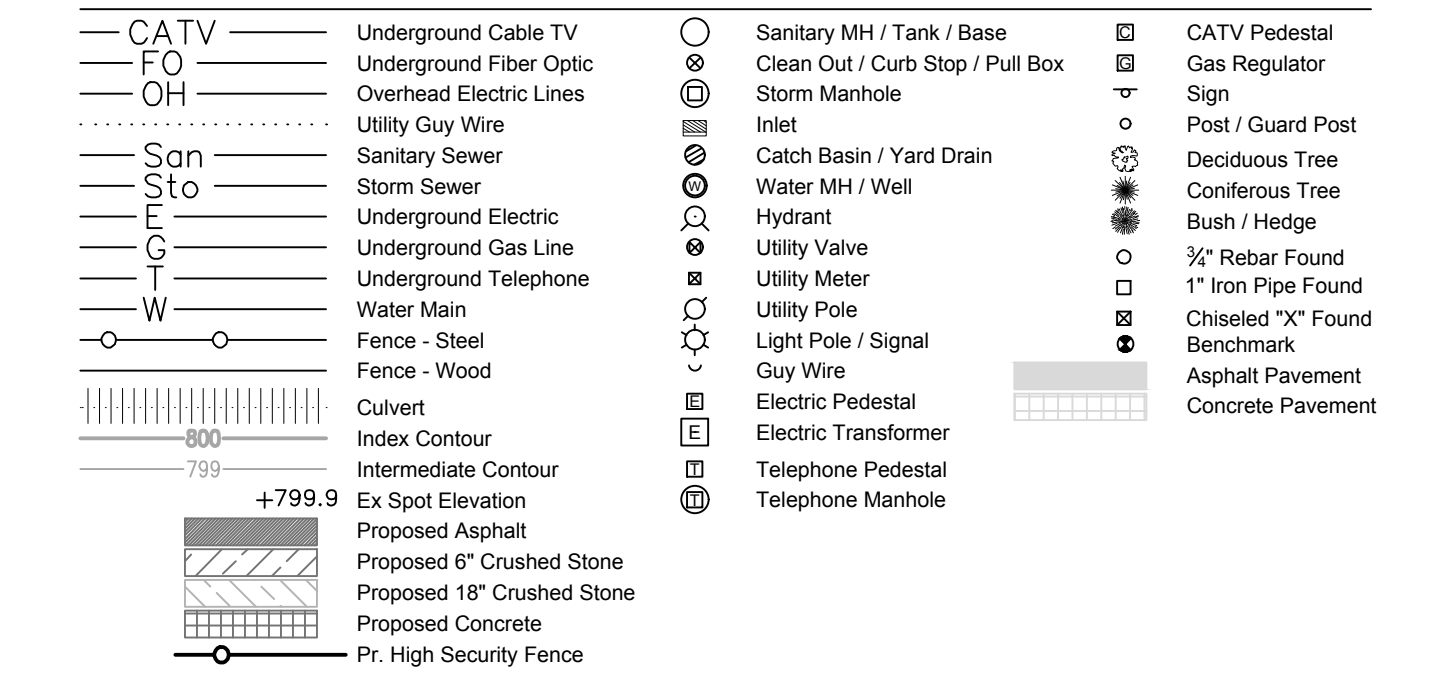 CATV Underground Cable TV Sanitary MH / Tank / Base C CATV Pedestal
FO Underground Fiber Optic Clean Out / Curb Stop / Pull Box G Gas Regulator
OH Overhead Electric Lines Storm Manhole Sign
Utility Guy Wire Inlet Post / Guard Post
San Sanitary Sewer Catch Basin / Yard Drain Deciduous Tree
Sto Storm Sewer W Water MH / Well Coniferous Tree
E Underground Electric Hydrant Bush / Hedge
G Underground Gas Line Utility Valve ¾" Rebar Found
T Underground Telephone Utility Meter 1" Iron Pipe Found
W Water Main Utility Pole Chiseled "X" Found
Fence - Steel Light Pole / Signal Benchmark
Fence - Wood Guy Wire Asphalt Pavement
Culvert E Electric Pedestal Concrete Pavement
800 Index Contour E Electric Transformer
799 Intermediate Contour T Telephone Pedestal
+799.9 Ex Spot Elevation T Telephone Manhole
Proposed Asphalt
Proposed 6" Crushed Stone
Proposed 18" Crushed Stone
Proposed Concrete
Pr. High Security Fence